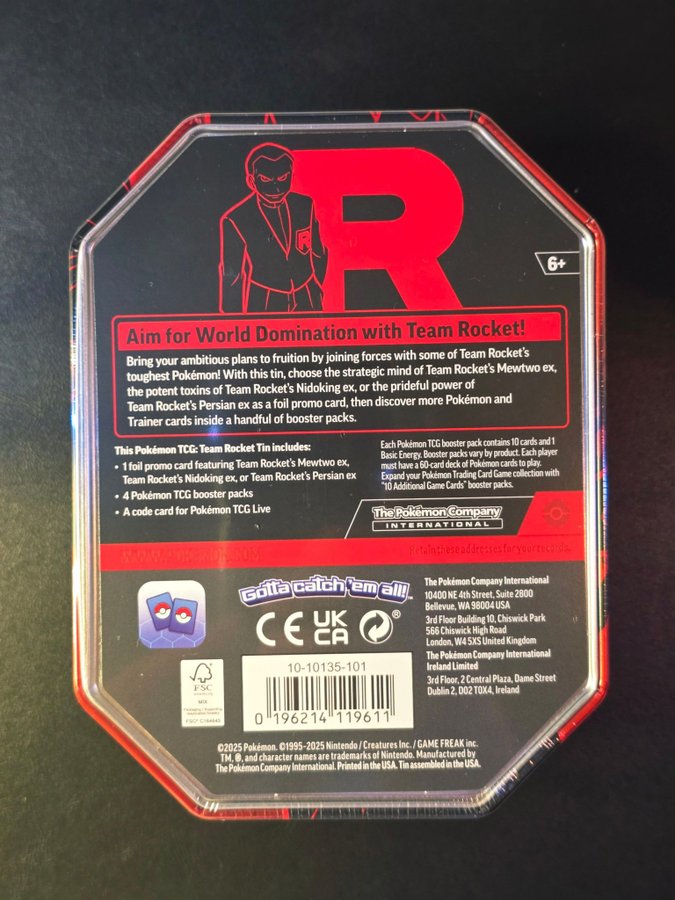 R
R
6+
Aim for World Domination with Team Rocket!
Bring your ambitious plans to fruition by joining forces with some of Team Rocket's
toughest Pokémon! With this tin, choose the strategic mind of Team Rocket's Mewtwo ex,
the potent toxins of Team Rocket's Nidoking ex, or the prideful power of
Team Rocket's Persian ex as a foil promo card, then discover more Pokémon and
Trainer cards inside a handful of booster packs.
This Pokémon TCG: Team Rocket Tin includes:
• 1 foil promo card featuring Team Rocket's Mewtwo ex,
Team Rocket's Nidoking ex, or Team Rocket's Persian ex
• 4 Pokémon TCG booster packs
• A code card for Pokémon TCG Live
Each Pokémon TCG booster pack contains 10 cards and 1
Basic Energy. Booster packs vary by product. Each player
must have a 60-card deck of Pokémon cards to play.
Expand your Pokémon Trading Card Game collection with
"10 Additional Game Cards" booster packs.
The Pokémon Company
INTERNATIONAL
Retain these addresses for your records.
Gotta catch 'em all!™
CE UK
CA
The Pokémon Company International
10400 NE 4th Street, Suite 2800
Bellevue, WA 98004 USA
3rd Floor Building 10, Chiswick Park
566 Chiswick High Road
London, W4 5XS United Kingdom
The Pokémon Company International
Ireland Limited
3rd Floor, 2 Central Plaza, Dame Street
Dublin 2, D02 T0X4, Ireland
FSC
MIX
10-10135-101
0 196214 119611
©2025 Pokémon. ©1995-2025 Nintendo / Creatures Inc. / GAME FREAK inc.
TM, ®, and character names are trademarks of Nintendo. Manufactured by
The Pokémon Company International. Printed in the USA. Tin assembled in the USA.